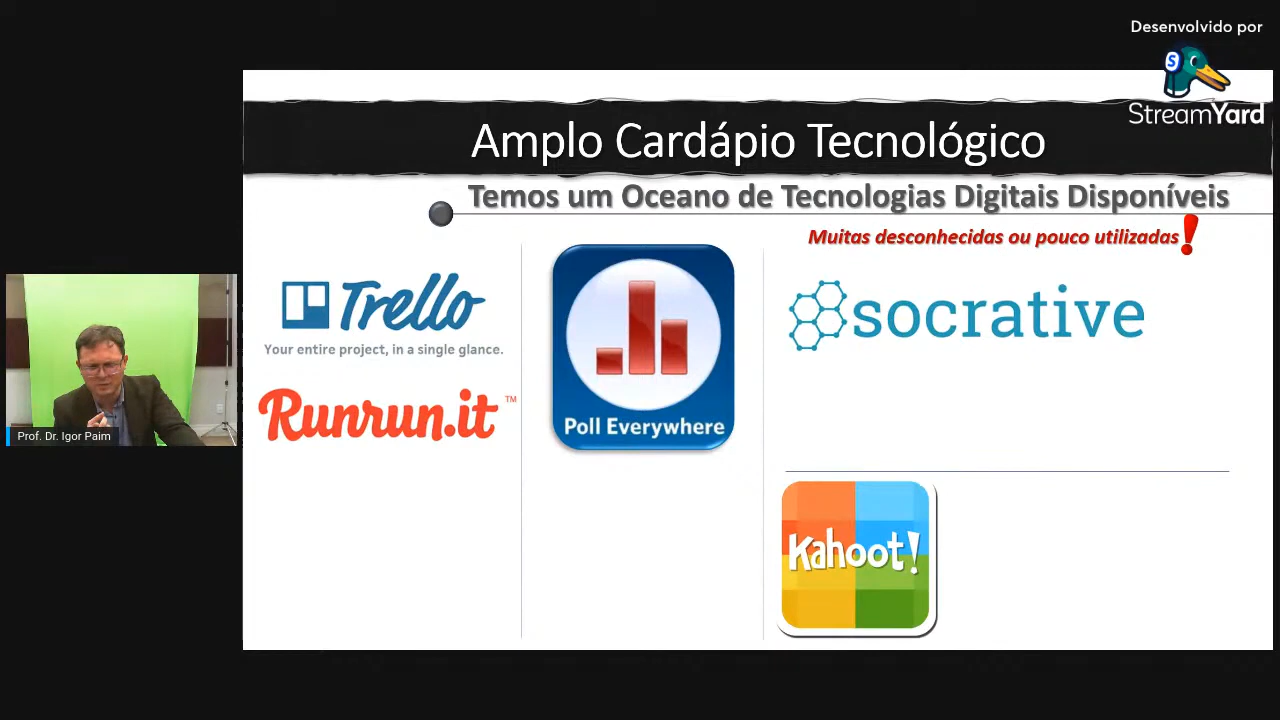 Desenvolvido por
StreamYard
Amplo Cardápio Tecnológico
Temos um Oceano de Tecnologias Digitais Disponíveis
Muitas desconhecidas ou pouco utilizadas!
Trello
Your entire project, in a single glance.
Runrun.it™
Poll Everywhere
socrative
Kahoot!
Prof. Dr. Igor Paim